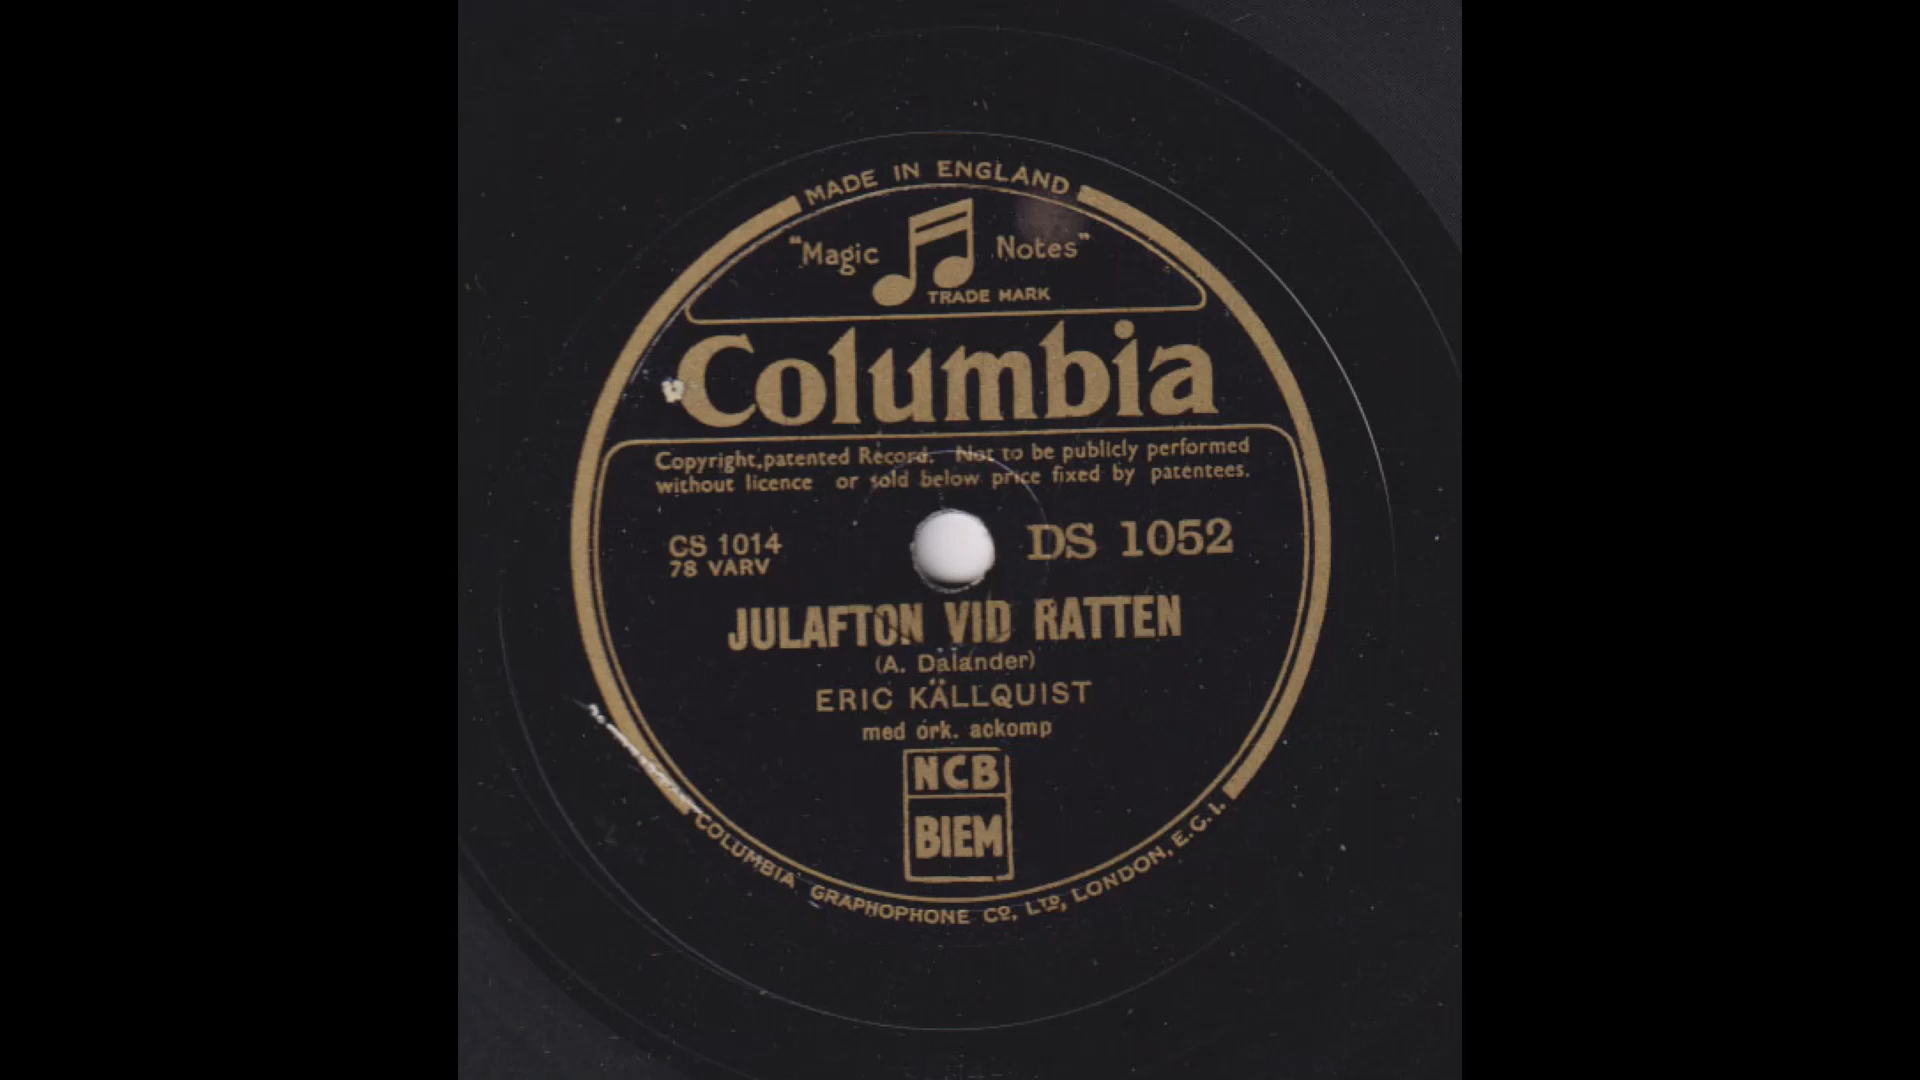 MADE IN ENGLAND
"Magic Notes"
TRADE MARK
Columbia
Copyright, patented Record. Not to be publicly performed
without licence or sold below price fixed by patentees.
CS 1014
78 VARV
DS 1052
JULAFTON VID RATTEN
(A. Dalander)
ERIC KÄLLQUIST
med ork. ackomp
NCB
BIEM
COLUMBIA GRAPHOPHONE CO, LTD, LONDON, E.C.1.